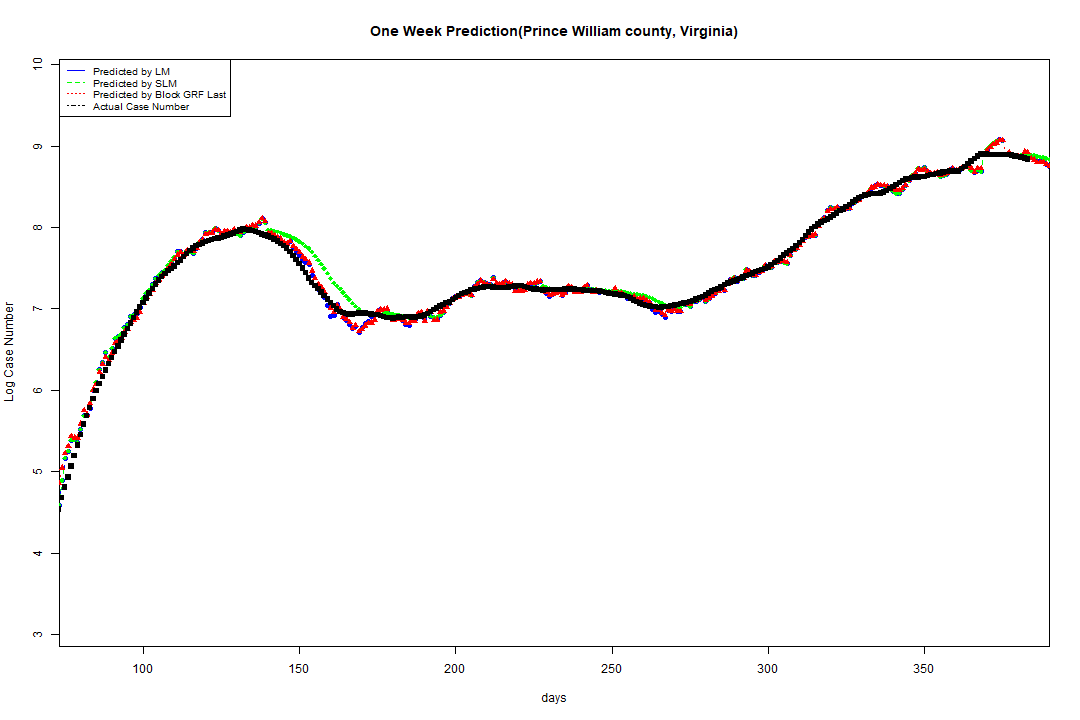 One Week Prediction(Prince William county, Virginia)
Predicted by LM
Predicted by SLM
Predicted by Block GRF Last
Actual Case Number
10
9
8
7
6
5
4
3
Log Case Number
100 150 200 250 300 350
days